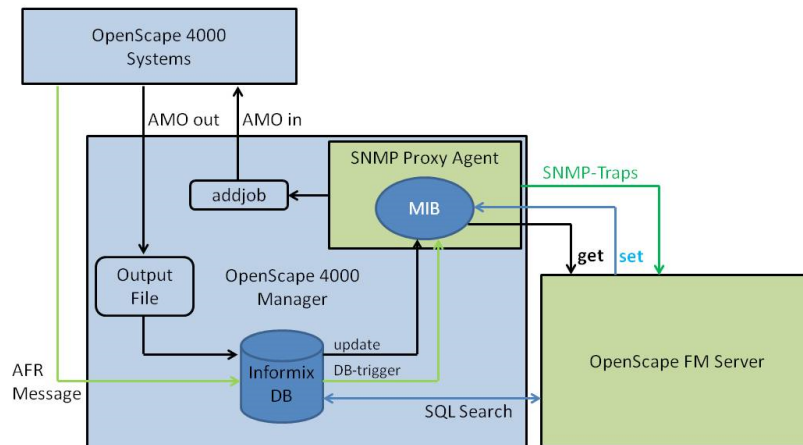 OpenScape 4000
Systems
AMO out
AMO in
SNMP Proxy Agent
SNMP-Traps
addjob
MIB
get
set
Output
File
OpenScape 4000
Manager
update
DB-trigger
Informix
DB
AFR
Message
SQL Search
OpenScape FM Server